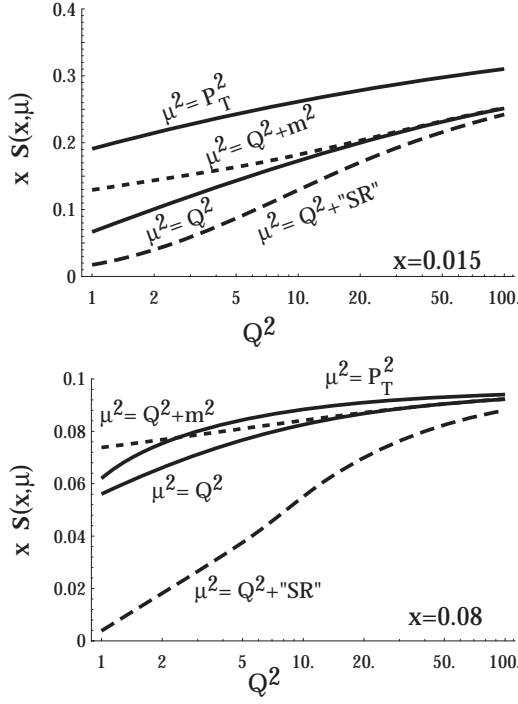 0.4
0.3
0.2
0.1
0
x S(x,μ)
μ²= P_T²
μ²= Q²+m²
μ²= Q²
μ²= Q²+"SR"
x=0.015
1 2 5 10. 20. 50. 100.
Q²
0.1
0.08
0.06
0.04
0.02
0
x S(x,μ)
μ²= P_T²
μ²= Q²+m²
μ²= Q²
μ²= Q²+"SR"
x=0.08
1 2 5 10. 20. 50. 100.
Q²